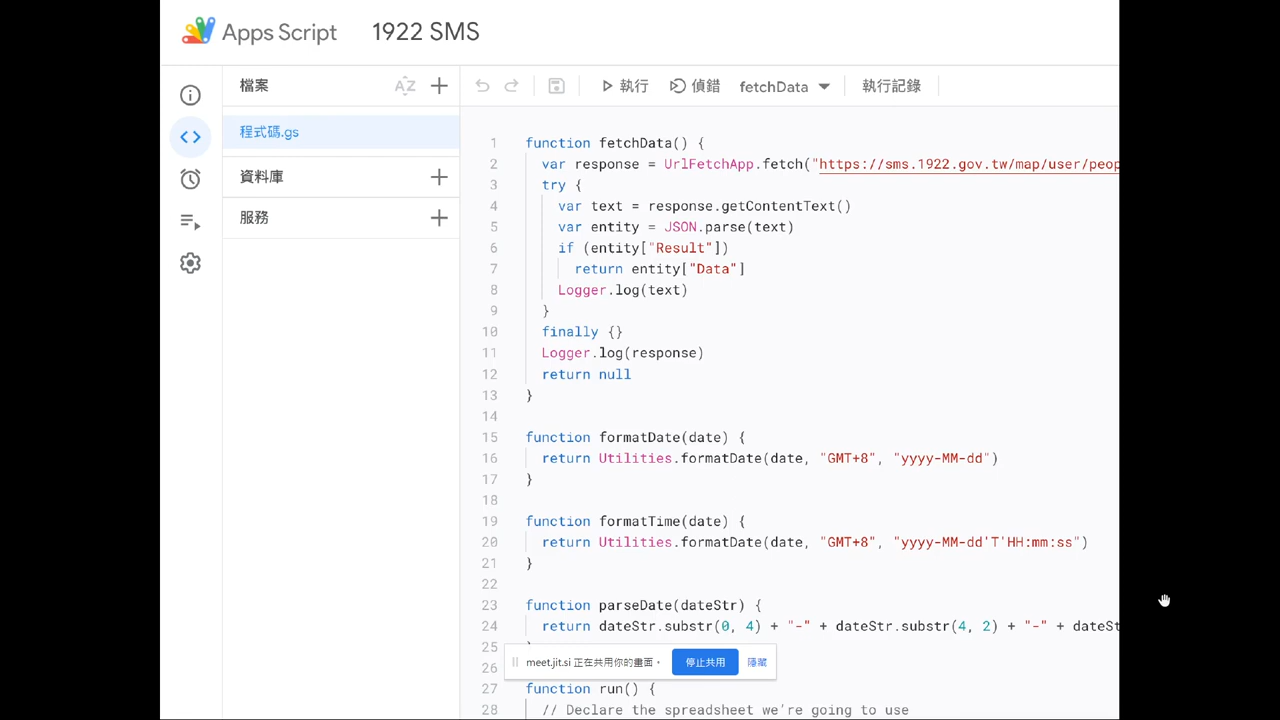 Apps Script 1922 SMS
檔案 AZ
執行 偵錯 fetchData 執行記錄
程式碼.gs
資料庫
服務
1 function fetchData() {
2 var response = UrlFetchApp.fetch("https://sms.1922.gov.tw/map/user/peop
3 try {
4 var text = response.getContentText()
5 var entity = JSON.parse(text)
6 if (entity["Result"])
7 return entity["Data"]
8 Logger.log(text)
9 }
10 finally {}
11 Logger.log(response)
12 return null
13 }
14
15 function formatDate(date) {
16 return Utilities.formatDate(date, "GMT+8", "yyyy-MM-dd")
17 }
18
19 function formatTime(date) {
20 return Utilities.formatDate(date, "GMT+8", "yyyy-MM-dd'T'HH:mm:ss")
21 }
22
23 function parseDate(dateStr) {
24 return dateStr.substr(0, 4) + "-" + dateStr.substr(4, 2) + "-" + dateSt
25
26
meet.jit.si 正在共用你的畫面。 停止共用 隱藏
27 function run() {
28 // Declare the spreadsheet we're going to use